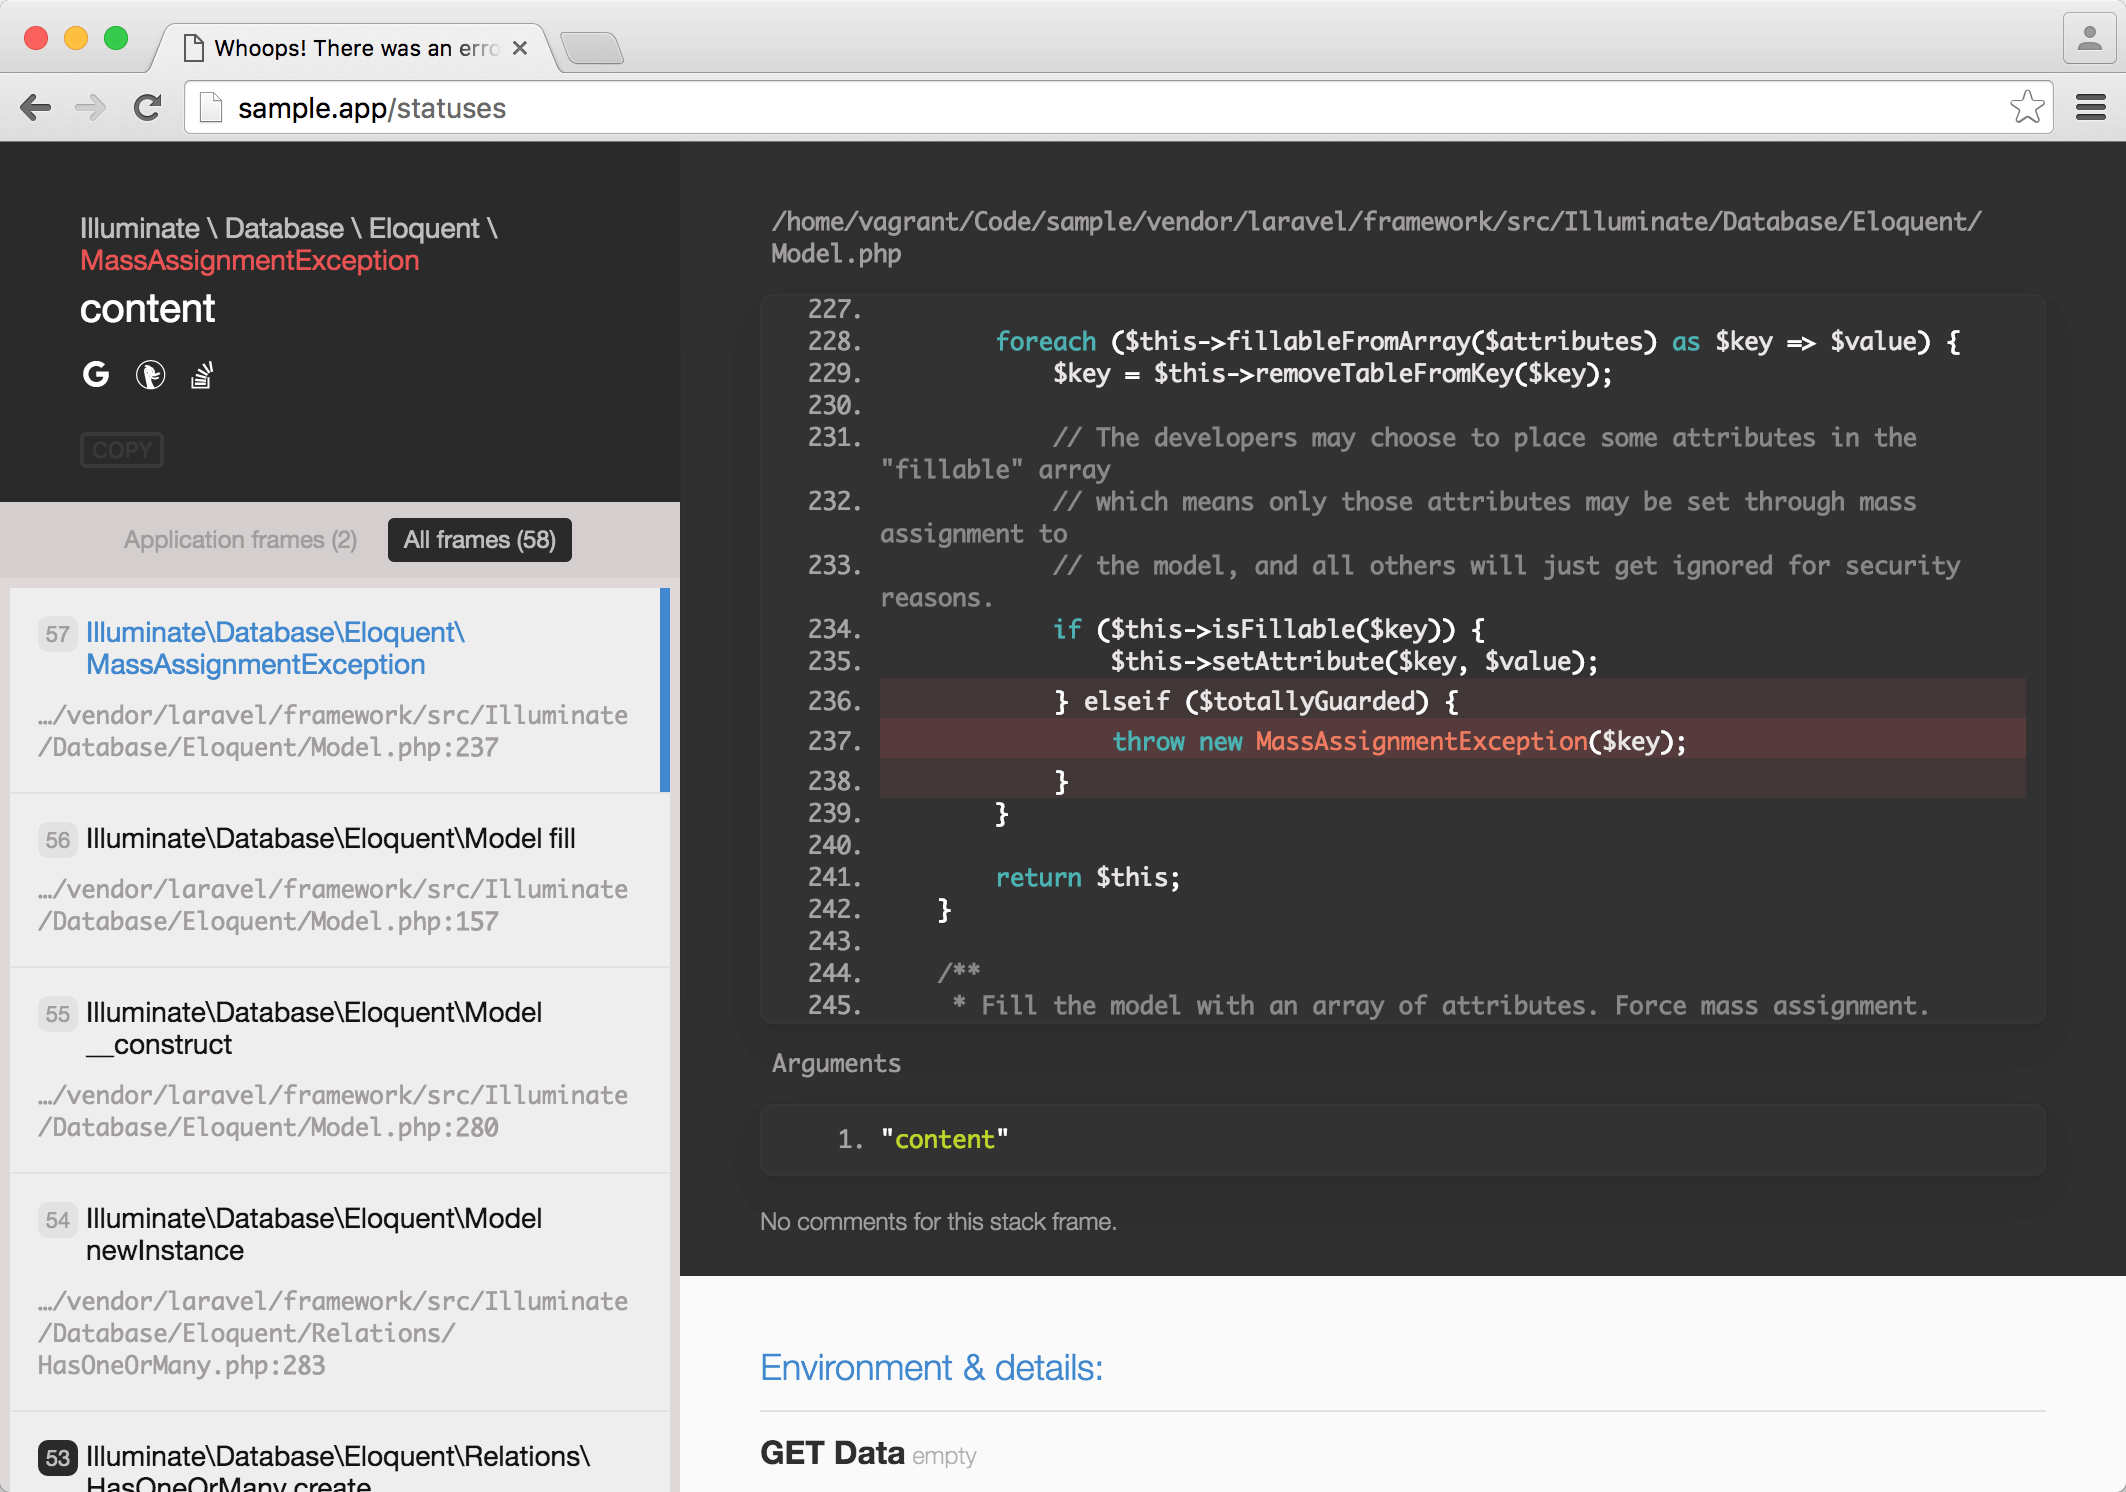 Whoops! There was an erro
sample.app/statuses
Illuminate \ Database \ Eloquent \
MassAssignmentException
content
COPY
Application frames (2)
All frames (58)
57 Illuminate\Database\Eloquent\
MassAssignmentException
…/vendor/laravel/framework/src/Illuminate
/Database/Eloquent/Model.php:237
56 Illuminate\Database\Eloquent\Model fill
…/vendor/laravel/framework/src/Illuminate
/Database/Eloquent/Model.php:157
55 Illuminate\Database\Eloquent\Model
__construct
…/vendor/laravel/framework/src/Illuminate
/Database/Eloquent/Model.php:280
54 Illuminate\Database\Eloquent\Model
newInstance
…/vendor/laravel/framework/src/Illuminate
/Database/Eloquent/Relations/
HasOneOrMany.php:283
53 Illuminate\Database\Eloquent\Relations\
HasOneOrMany create
/home/vagrant/Code/sample/vendor/laravel/framework/src/Illuminate/Database/Eloquent/
Model.php
227.
228. foreach ($this->fillableFromArray($attributes) as $key => $value) {
229. $key = $this->removeTableFromKey($key);
230.
231. // The developers may choose to place some attributes in the
"fillable" array
232. // which means only those attributes may be set through mass
assignment to
233. // the model, and all others will just get ignored for security
reasons.
234. if ($this->isFillable($key)) {
235. $this->setAttribute($key, $value);
236. } elseif ($totallyGuarded) {
237. throw new MassAssignmentException($key);
238. }
239. }
240.
241. return $this;
242. }
243.
244. /**
245. * Fill the model with an array of attributes. Force mass assignment.
Arguments
1. "content"
No comments for this stack frame.
Environment & details:
GET Data empty